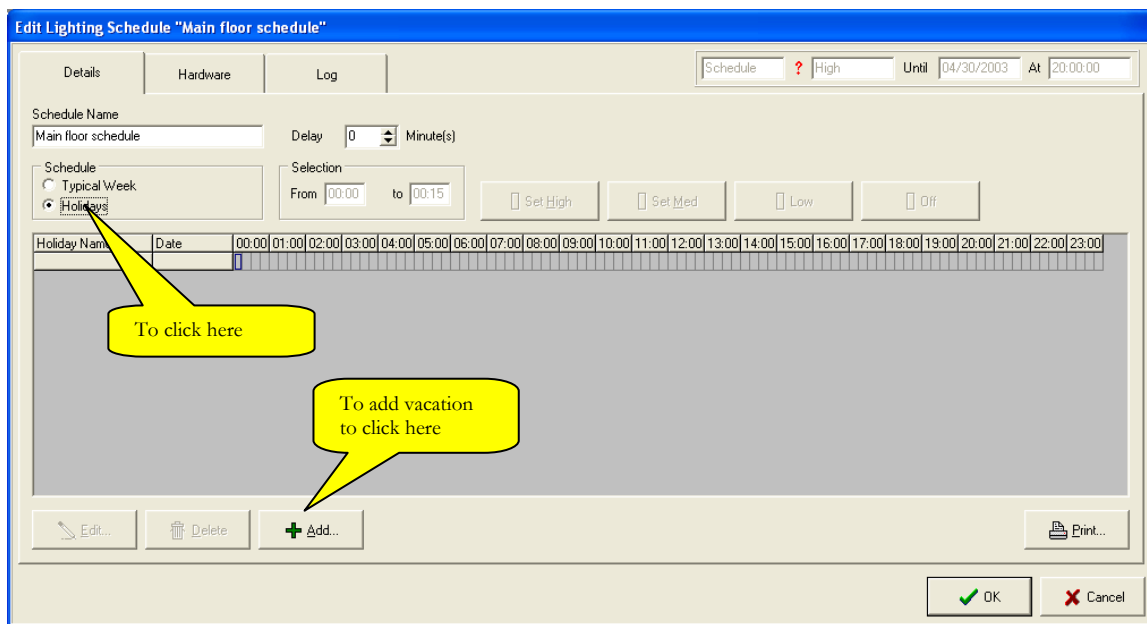 Edit Lighting Schedule "Main floor schedule"
Details Hardware Log Schedule ? High Until 04/30/2003 At 20:00:00
Schedule Name
Main floor schedule Delay 0 Minute(s)
Schedule Selection
Typical Week
Holidays From 00:00 to 00:15 Set High Set Med Low Off
Holiday Name Date 00:00 01:00 02:00 03:00 04:00 05:00 06:00 07:00 08:00 09:00 10:00 11:00 12:00 13:00 14:00 15:00 16:00 17:00 18:00 19:00 20:00 21:00 22:00 23:00
To click here
To add vacation
to click here
Edit... Delete Add... Print...
OK Cancel